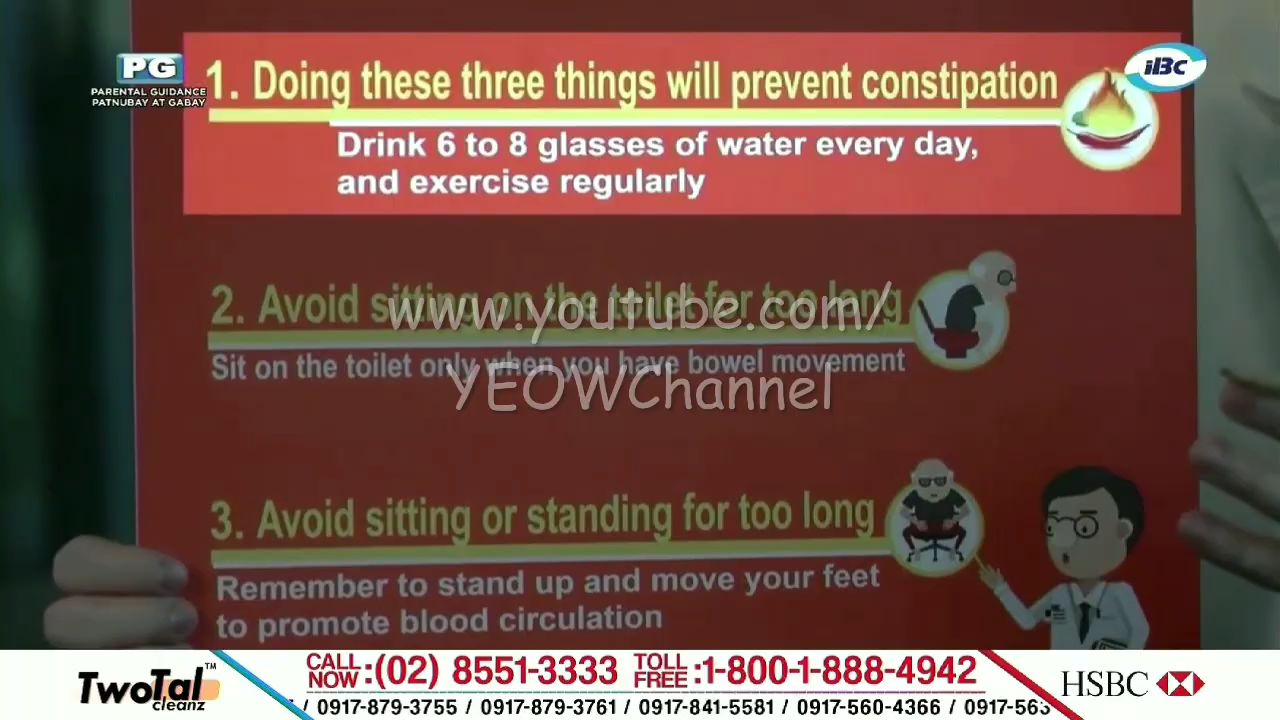 PG
PARENTAL GUIDANCE
PATNUBAY AT GABAY
iBC
1. Doing these three things will prevent constipation
Drink 6 to 8 glasses of water every day,
and exercise regularly
2. Avoid sitting on the toilet for too long
www.youtube.com/
Sit on the toilet only when you have bowel movement
YEOWChannel
3. Avoid sitting or standing for too long
Remember to stand up and move your feet
to promote blood circulation
TwoTal™
cleanz
CALL NOW :(02) 8551-3333 TOLL FREE :1-800-1-888-4942
/ 0917-879-3755 / 0917-879-3761 / 0917-841-5581 / 0917-560-4366 / 0917-563
HSBC